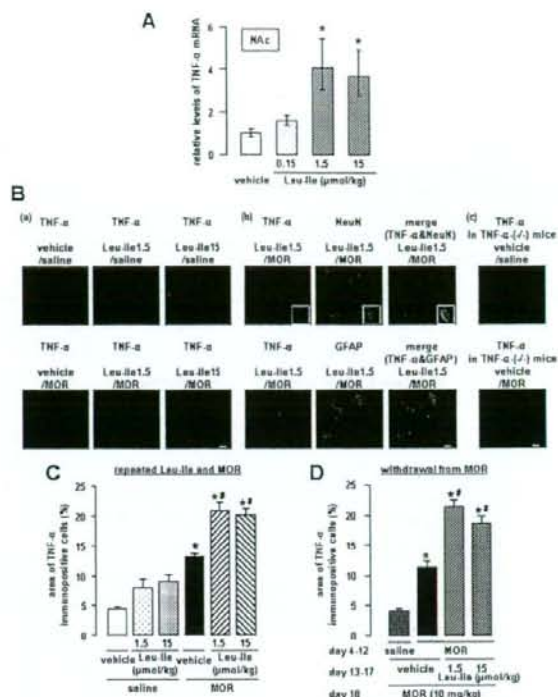 A
NAc
relative levels of TNF-α mRNA
6
4
2
0
0.15 1.5 15
vehicle Leu-Ile (μmol/kg)
* *
B
(a) (b) (c)
TNF-α TNF-α TNF-α TNF-α NeuN merge (TNF-α&NeuN) TNF-α in TNF-α-(-/-) mice
vehicle /saline Leu-Ile1.5 /saline Leu-Ile15 /saline Leu-Ile1.5 /MOR Leu-Ile1.5 /MOR Leu-Ile1.5 /MOR vehicle /saline
TNF-α TNF-α TNF-α TNF-α GFAP merge (TNF-α&GFAP) TNF-α in TNF-α-(-/-) mice
vehicle /MOR Leu-Ile1.5 /MOR Leu-Ile15 /MOR Leu-Ile1.5 /MOR Leu-Ile1.5 /MOR Leu-Ile1.5 /MOR vehicle /MOR
C
repeated Leu-Ile and MOR
area of TNF-α immunopositive cells (%)
25
20
15
10
5
0
* *# *#
1.5 15 1.5 15
vehicle Leu-Ile (μmol/kg) vehicle Leu-Ile (μmol/kg)
saline MOR
D
withdrawal from MOR
area of TNF-α immunopositive cells (%)
25
20
15
10
5
0
* *# *#
day 4-12 saline MOR
day 13-17 vehicle 1.5 15
Leu-Ile (μmol/kg)
day 18 MOR (10 mg/kg)